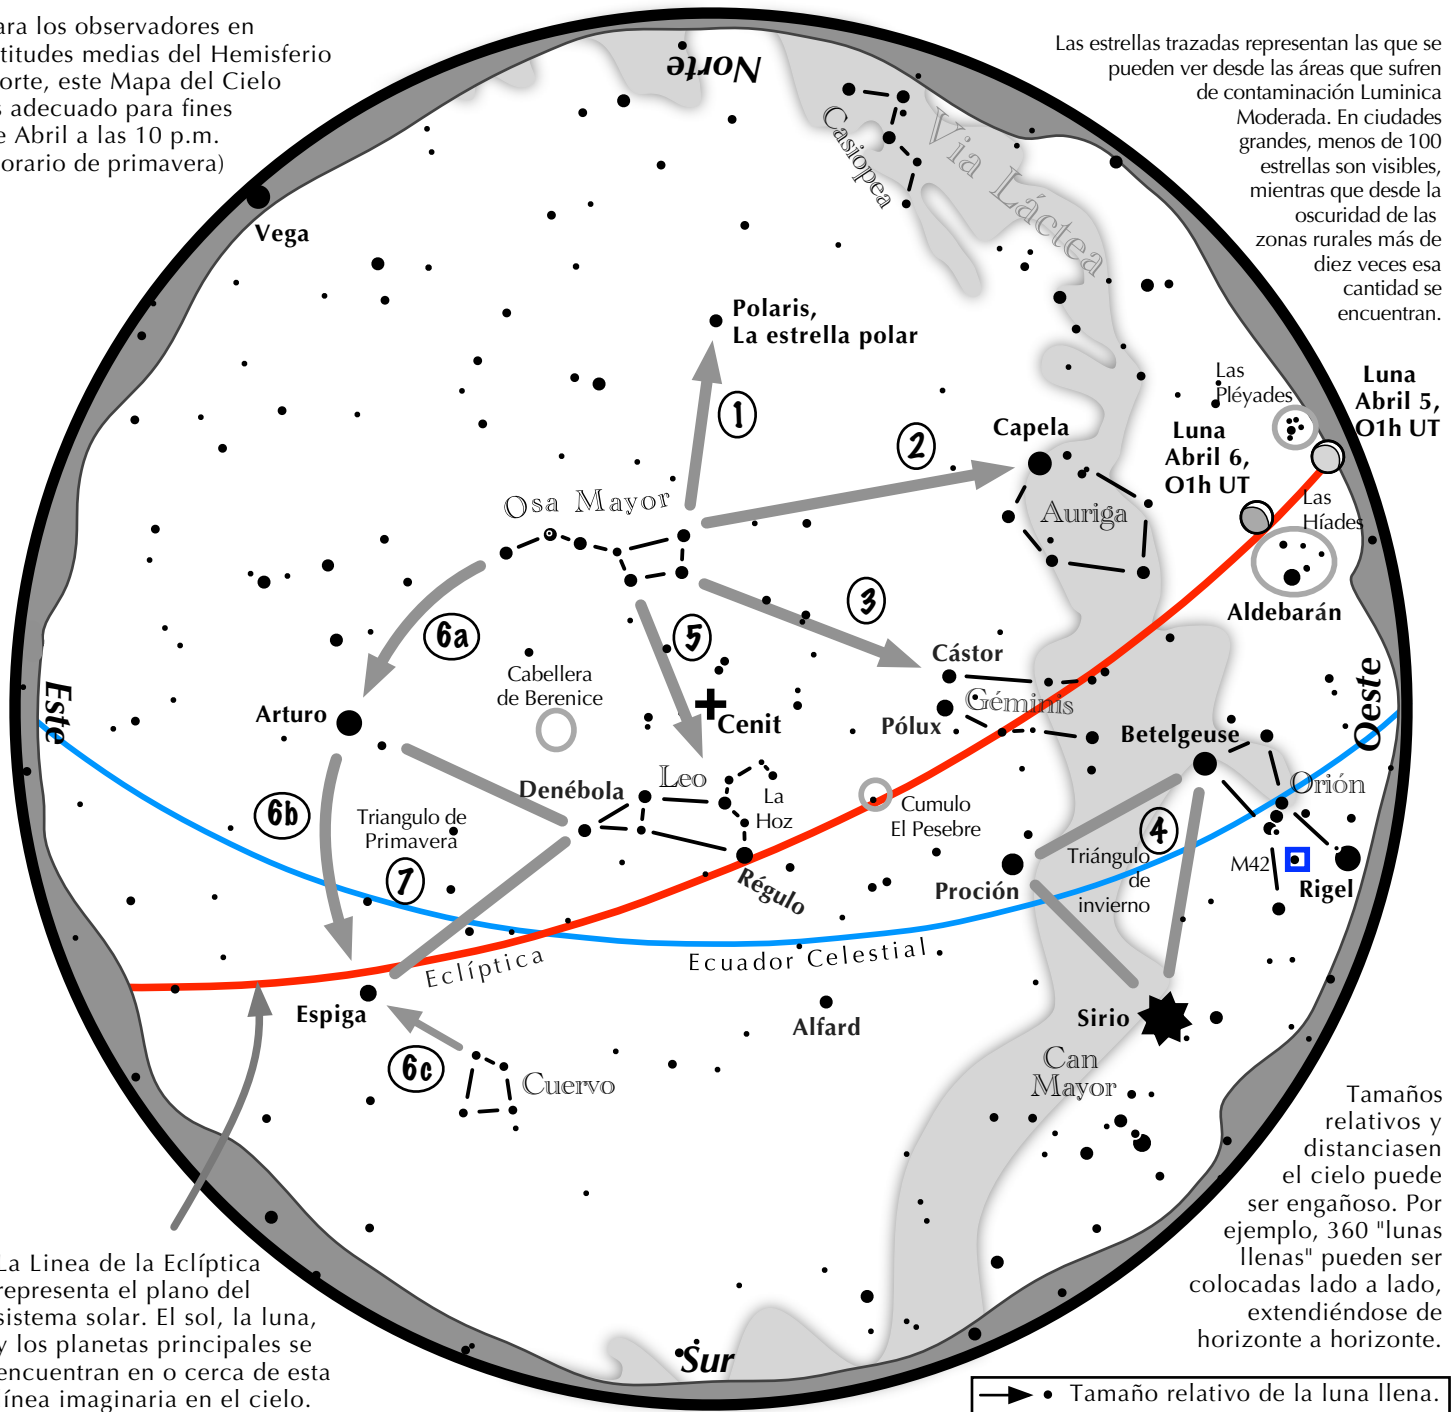 ara los observadores en
titudes medias del Hemisferio
orte, este Mapa del Cielo
s adecuado para fines
e Abril a las 10 p.m.
orario de primavera)
Las estrellas trazadas representan las que se
pueden ver desde las áreas que sufren
de contaminación Luminica
Moderada. En ciudades
grandes, menos de 100
estrellas son visibles,
mientras que desde la
oscuridad de las
zonas rurales más de
diez veces esa
cantidad se
encuentran.
Norte
Casiopea
Via Láctea
Vega
Polaris,
La estrella polar
Las
Pléyades
Luna
Abril 5,
O1h UT
Luna
Abril 6,
O1h UT
1
2
Capela
Osa Mayor
Auriga
Las
Híades
Aldebarán
3
5
6a
Cabellera
de Berenice
Cástor
Géminis
Pólux
Cenit
Este
Oeste
Arturo
Betelgeuse
Denébola
Leo
La
Hoz
Orión
6b
Triangulo de
Primavera
7
Cumulo
El Pesebre
4
Triángulo
de
invierno
M42
Rigel
Régulo
Proción
Eclíptica
Ecuador Celestial
Espiga
Alfard
Sirio
6c
Cuervo
Can
Mayor
Tamaños
relativos y
distanciasen
el cielo puede
ser engañoso. Por
ejemplo, 360 "lunas
llenas" pueden ser
colocadas lado a lado,
extendiéndose de
horizonte a horizonte.
La Linea de la Eclíptica
representa el plano del
sistema solar. El sol, la luna,
y los planetas principales se
encuentran en o cerca de esta
línea imaginaria en el cielo.
Sur
Tamaño relativo de la luna llena.